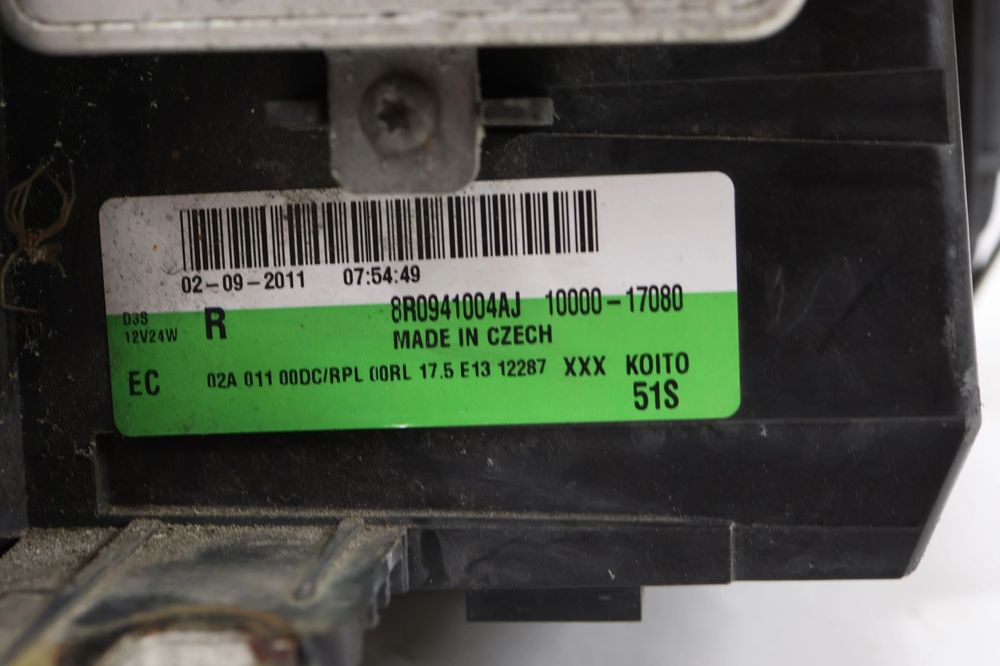 02-09-2011 07:54:49
8R0941004AJ 10000-17080
D3S
12V24W R
MADE IN CZECH
EC 02A 011 00DC/RPL 00RL 17.5 E13 12287 XXX KOITO
51S